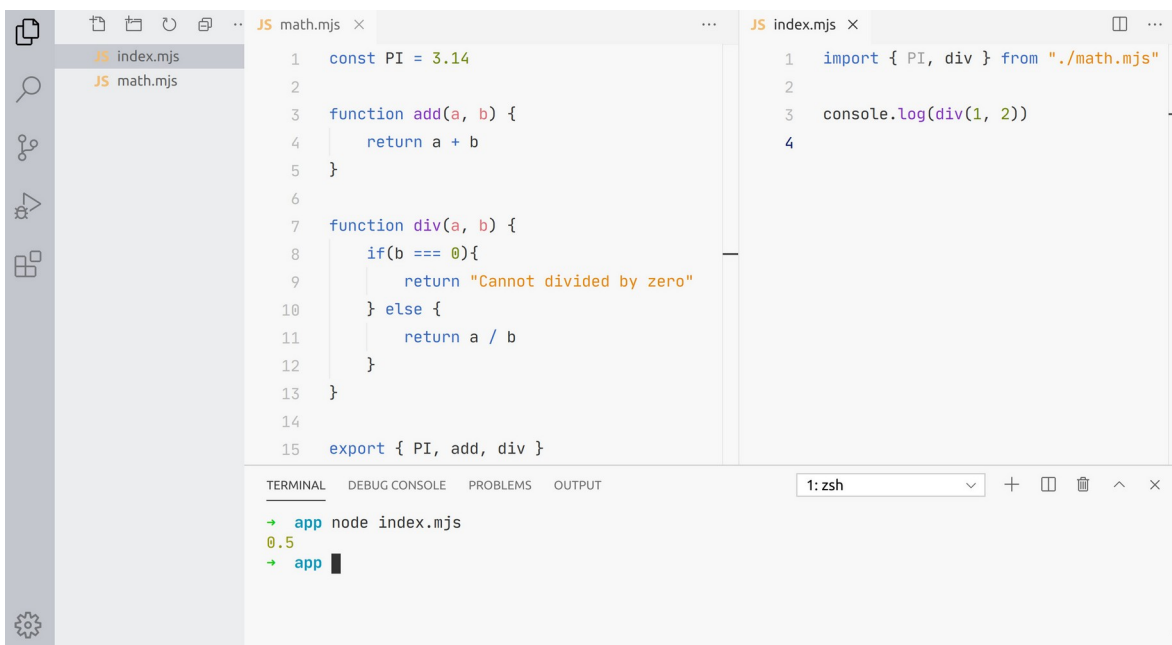 JS index.mjs
JS math.mjs
JS math.mjs
1 const PI = 3.14
2
3 function add(a, b) {
4     return a + b
5 }
6
7 function div(a, b) {
8     if(b === 0){
9         return "Cannot divided by zero"
10     } else {
11         return a / b
12     }
13 }
14
15 export { PI, add, div }
JS index.mjs
1 import { PI, div } from "./math.mjs"
2
3 console.log(div(1, 2))
4
TERMINAL DEBUG CONSOLE PROBLEMS OUTPUT
1: zsh
→ app node index.mjs
0.5
→ app